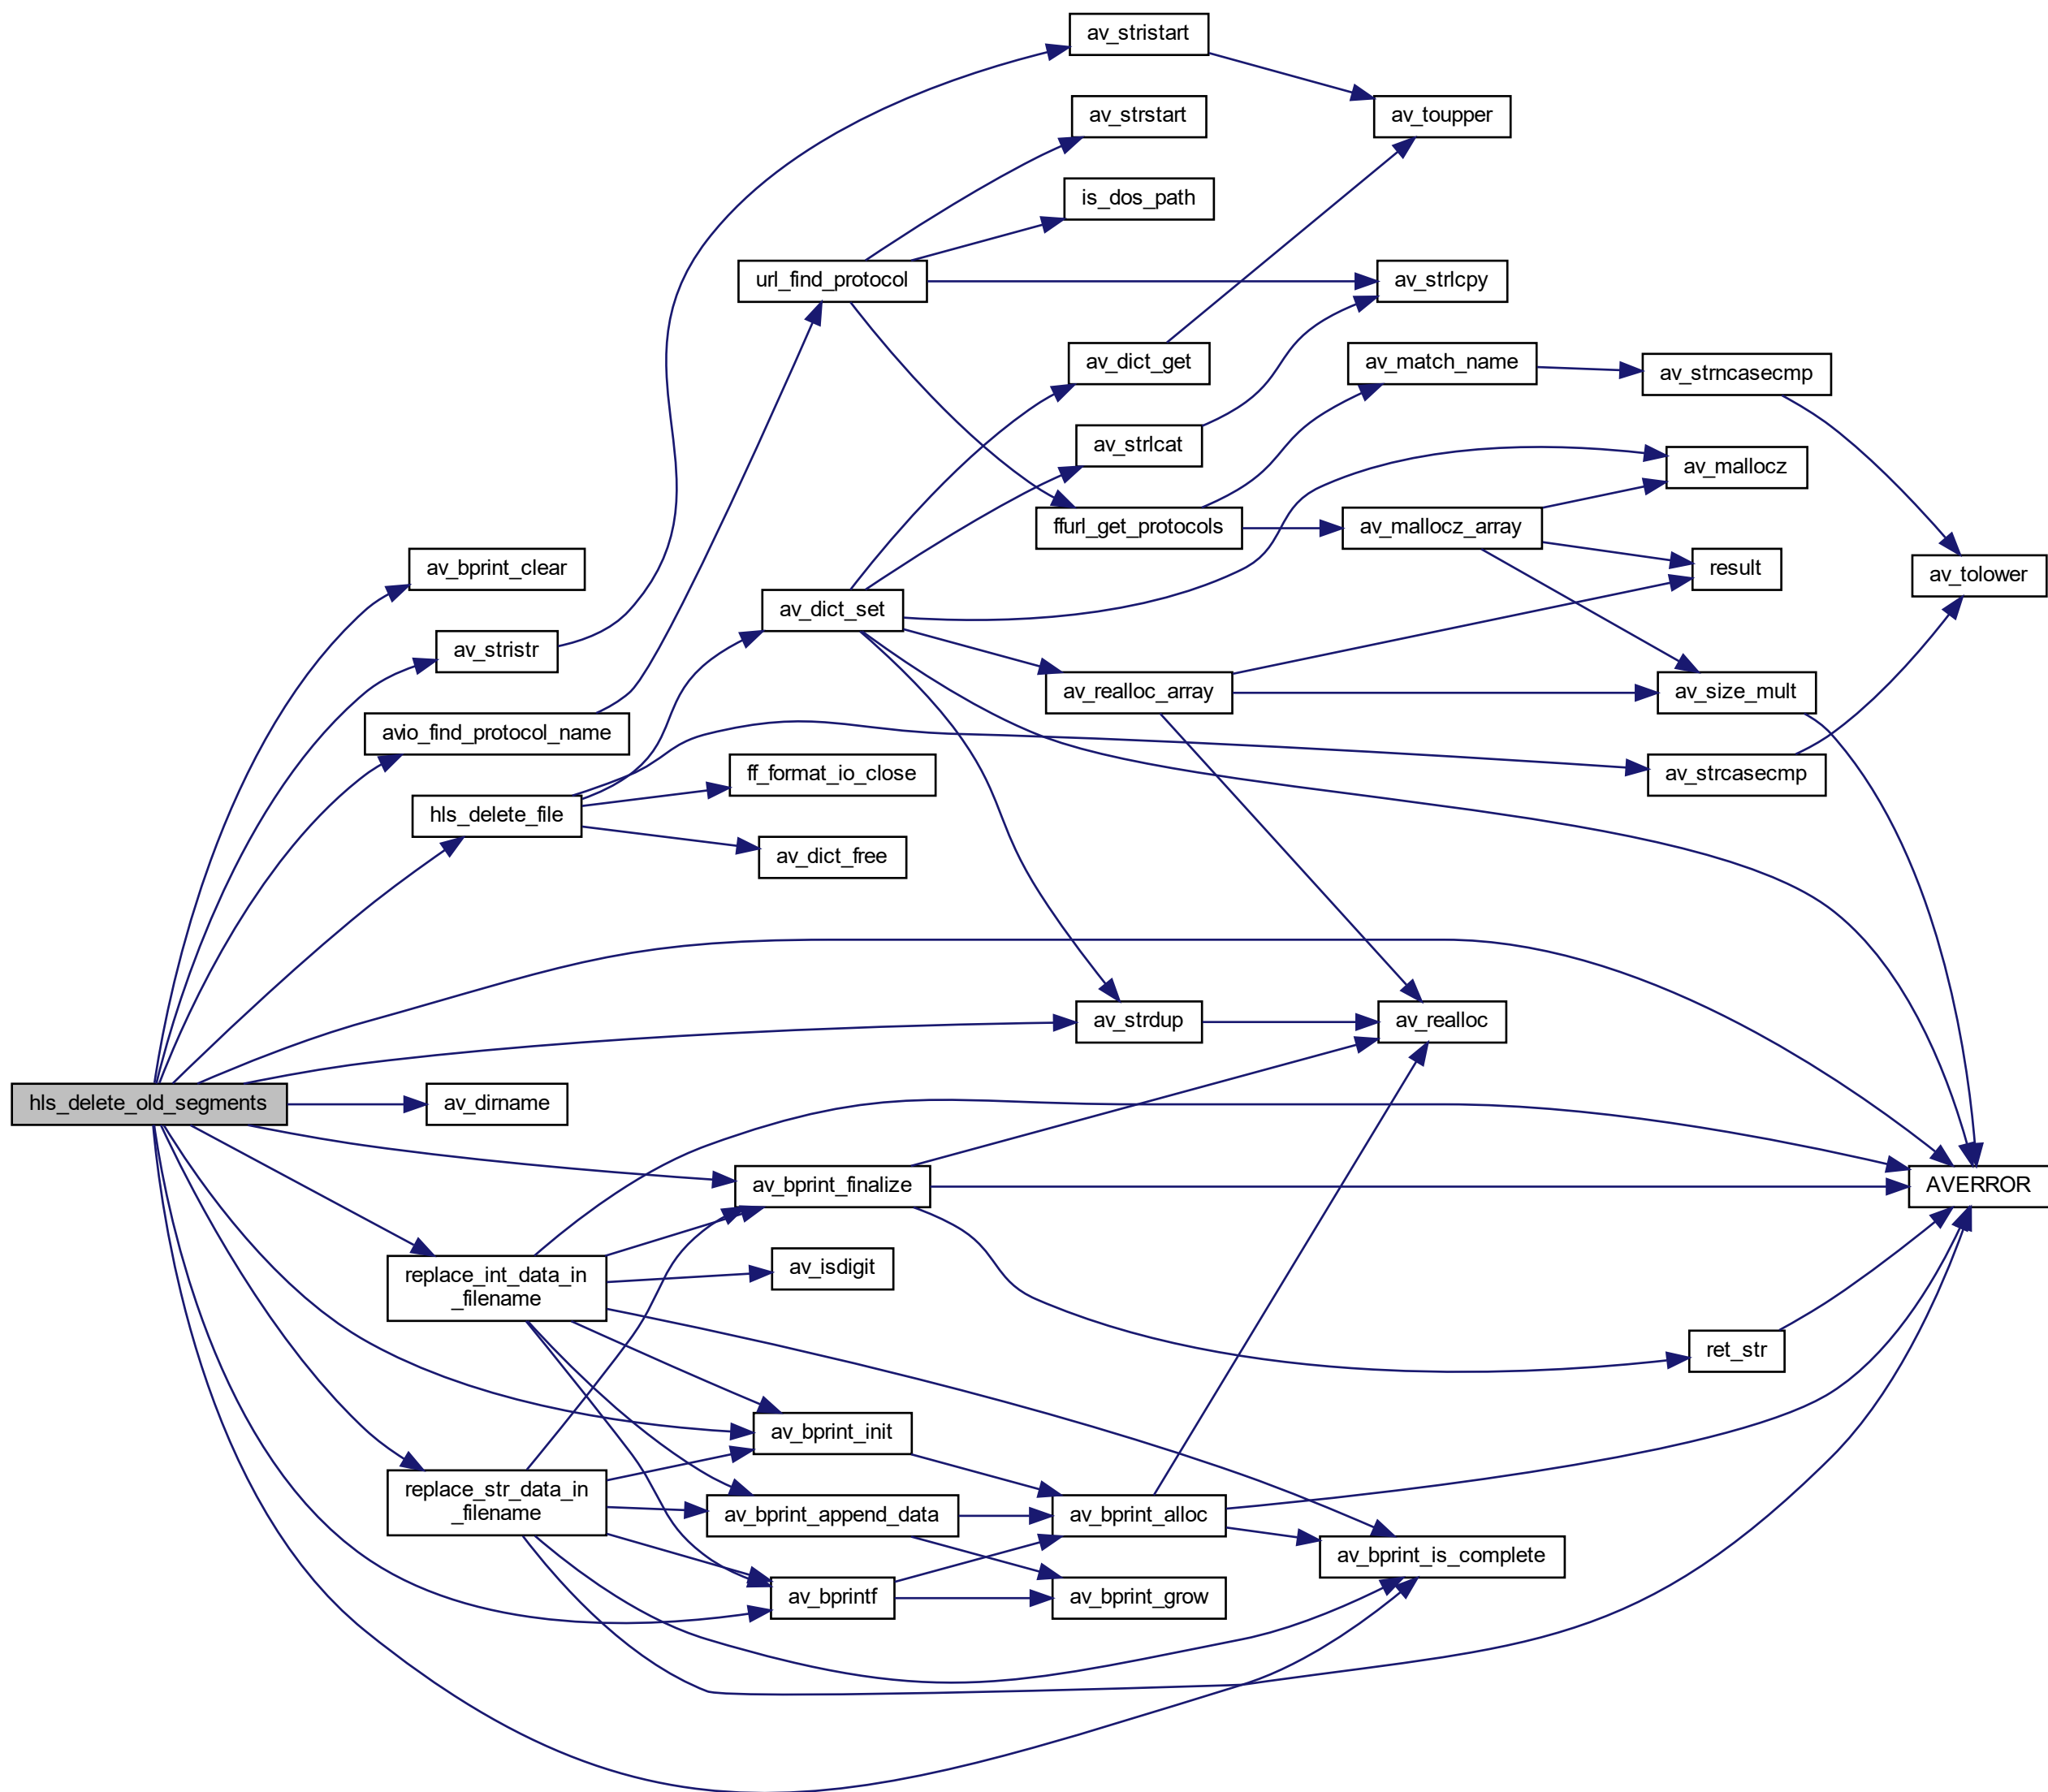 av_stristart
av_strstart
av_toupper
is_dos_path
url_find_protocol
av_strlcpy
av_dict_get
av_match_name
av_strncasecmp
av_strlcat
av_mallocz
ffurl_get_protocols
av_mallocz_array
av_bprint_clear
result
av_tolower
av_dict_set
av_stristr
av_realloc_array
av_size_mult
avio_find_protocol_name
ff_format_io_close
av_strcasecmp
hls_delete_file
av_dict_free
av_strdup
av_realloc
hls_delete_old_segments
av_dirname
av_bprint_finalize
AVERROR
replace_int_data_in
_filename
av_isdigit
ret_str
av_bprint_init
replace_str_data_in
_filename
av_bprint_append_data
av_bprint_alloc
av_bprint_is_complete
av_bprintf
av_bprint_grow